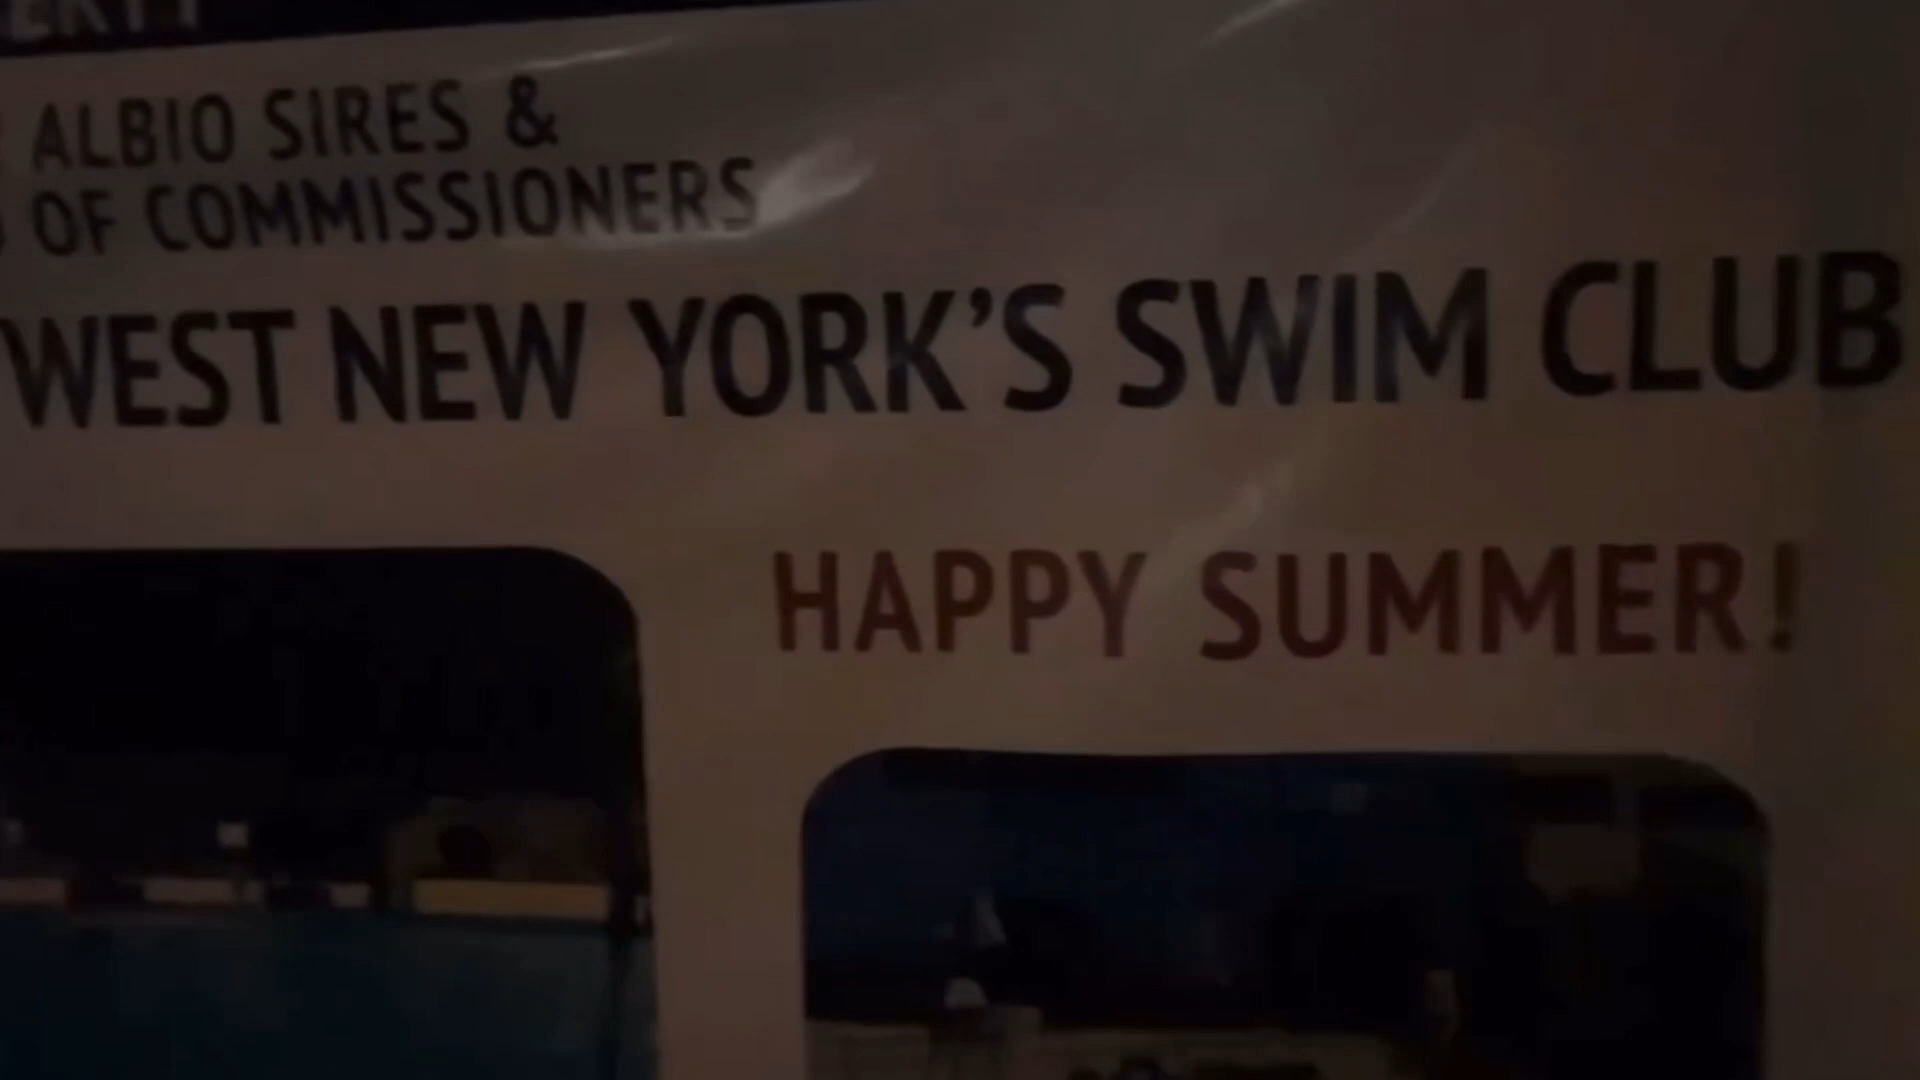 ALBIO SIRES &
OF COMMISSIONERS
WEST NEW YORK'S SWIM CLUB
HAPPY SUMMER!